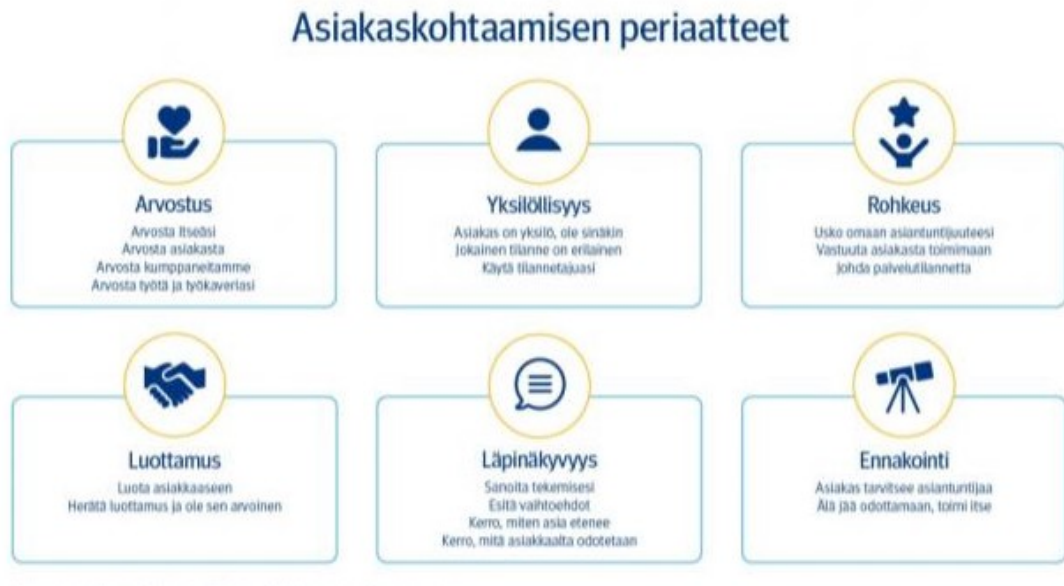 Asiakaskohtaamisen periaatteet
Arvostus
Arvosta itseäsi
Arvosta asiakasta
Arvosta kumppaneitamme
Arvosta työtä ja työkaveriasi
Yksilöllisyys
Asiakas on yksilö, ole sinäkin
Jokainen tilanne on erilainen
Käytä tilannetajuasi
Rohkeus
Usko omaan asiantuntijuuteesi
Vastuuta asiakasta toimimaan
Johda palvelutilannetta
Luottamus
Luota asiakkaaseen
Herätä luottamus ja ole sen arvoinen
Läpinäkyvyys
Sanoita tekemisesi
Esitä vaihtoehdot
Kerro, miten asia etenee
Kerro, mitä asiakkaalta odotetaan
Ennakointi
Asiakas tarvitsee asiantuntijaa
Älä jää odottamaan, toimi itse